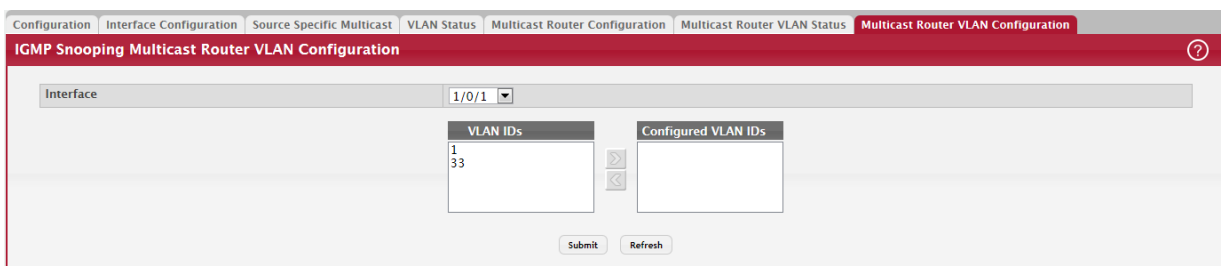 Configuration Interface Configuration Source Specific Multicast VLAN Status Multicast Router Configuration Multicast Router VLAN Status Multicast Router VLAN Configuration
IGMP Snooping Multicast Router VLAN Configuration ?
Interface 1/0/1
VLAN IDs Configured VLAN IDs
1
33
Submit Refresh